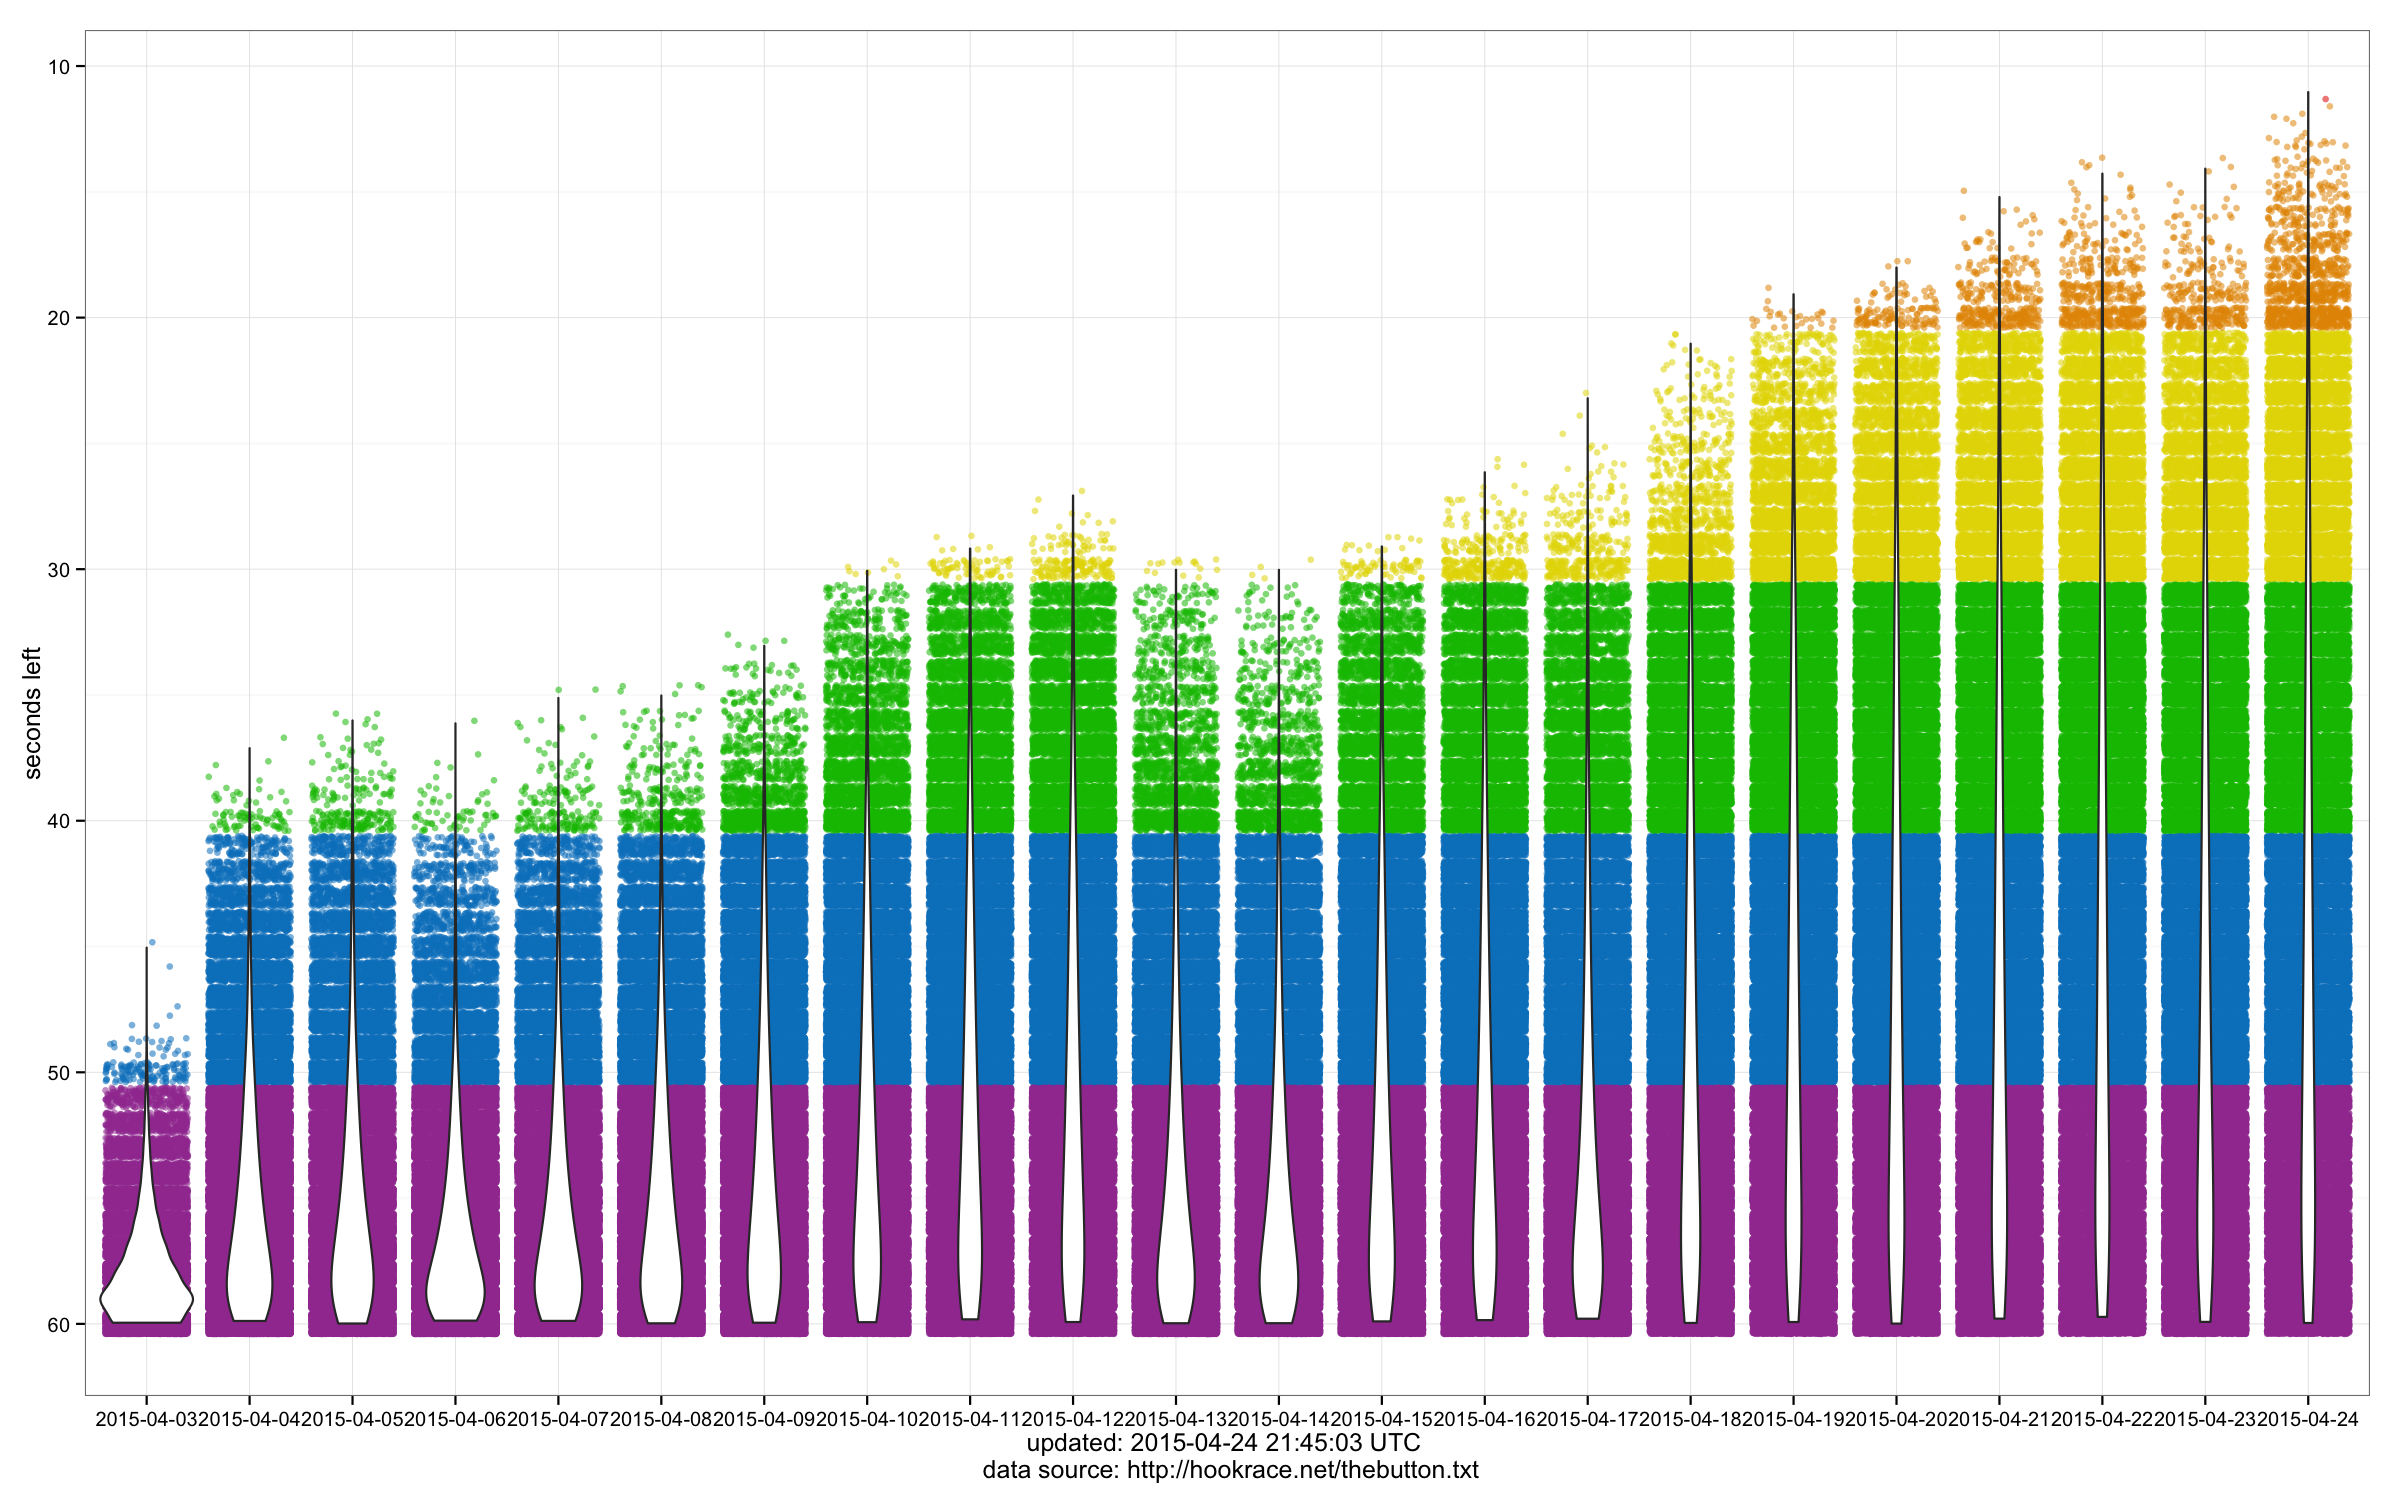 10
20
30
40
50
60
seconds left
2015-04-03 2015-04-04 2015-04-05 2015-04-06 2015-04-07 2015-04-08 2015-04-09 2015-04-10 2015-04-11 2015-04-12 2015-04-13 2015-04-14 2015-04-15 2015-04-16 2015-04-17 2015-04-18 2015-04-19 2015-04-20 2015-04-21 2015-04-22 2015-04-23 2015-04-24
updated: 2015-04-24 21:45:03 UTC
data source: http://hookrace.net/thebutton.txt